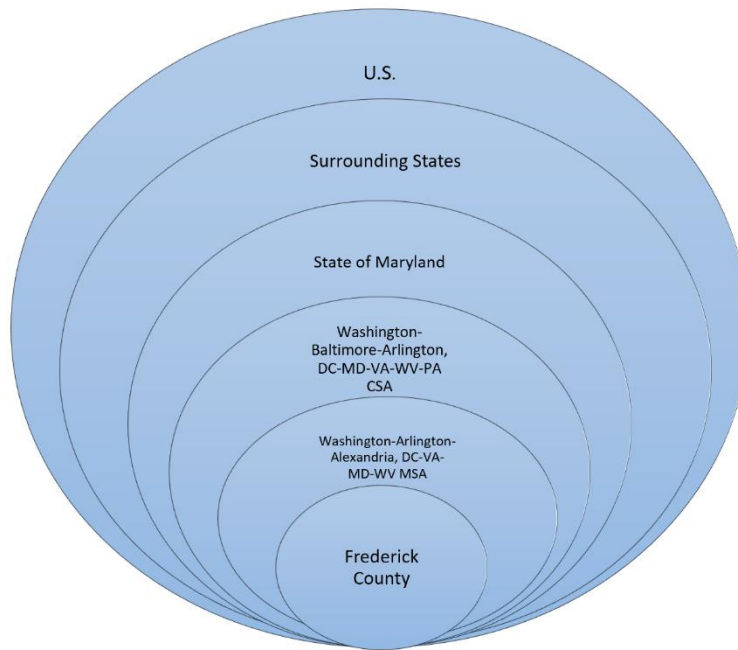 U.S.
Surrounding States
State of Maryland
Washington-
Baltimore-Arlington,
DC-MD-VA-WV-PA
CSA
Washington-Arlington-
Alexandria, DC-VA-
MD-WV MSA
Frederick
County